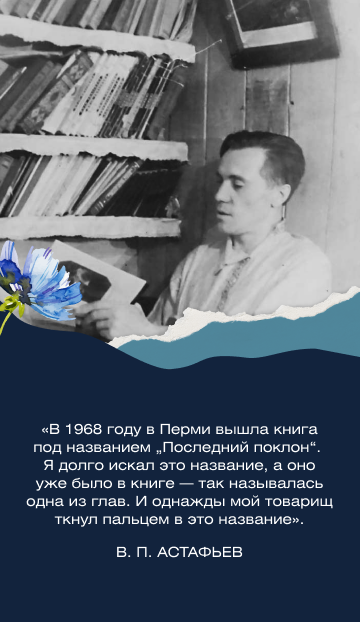 «В 1968 году в Перми вышла книга
под названием „Последний поклон“.
Я долго искал это название, а оно
уже было в книге — так называлась
одна из глав. И однажды мой товарищ
ткнул пальцем в это название».
В. П. АСТАФЬЕВ